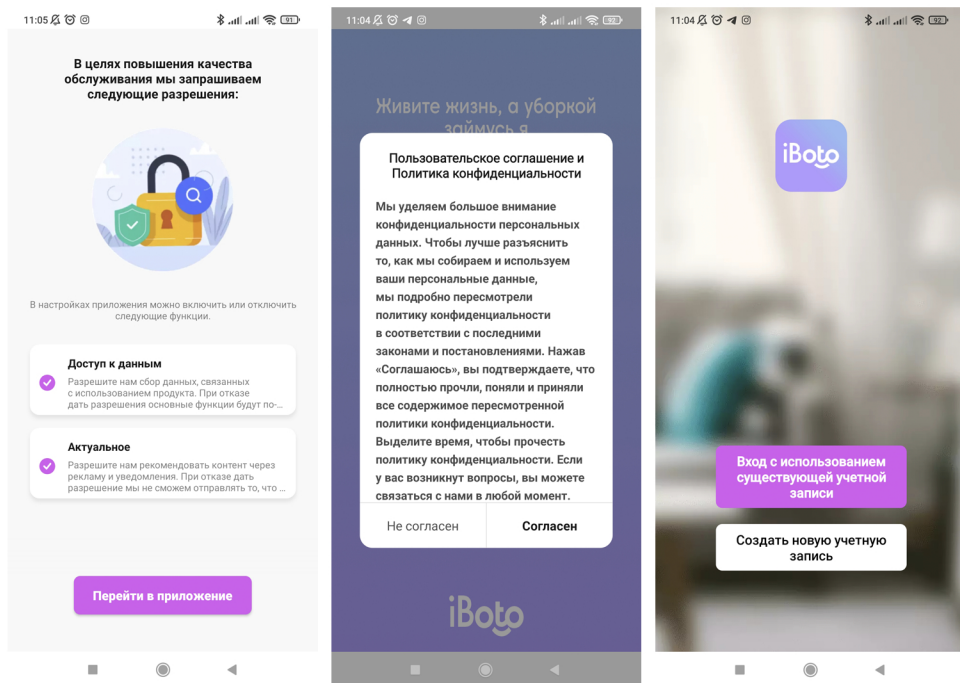 11:05
91
В целях повышения качества
обслуживания мы запрашиваем
следующие разрешения:
В настройках приложения можно включить или отключить
следующие функции.
Доступ к данным
Разрешите нам сбор данных, связанных
с использованием продукта. При отказе
дать разрешения основные функции будут по-...
Актуальное
Разрешите нам рекомендовать контент через
рекламу и уведомления. При отказе дать
разрешение мы не сможем отправлять то, что ...
Перейти в приложение
11:04
92
Живите жизнь, а уборкой
займусь я
Пользовательское соглашение и
Политика конфиденциальности
Мы уделяем большое внимание
конфиденциальности персональных
данных. Чтобы лучше разъяснить
то, как мы собираем и используем
ваши персональные данные,
мы подробно пересмотрели
политику конфиденциальности
в соответствии с последними
законами и постановлениями. Нажав
«Соглашаюсь», вы подтверждаете, что
полностью прочли, поняли и приняли
все содержимое пересмотренной
политики конфиденциальности.
Выделите время, чтобы прочесть
политику конфиденциальности. Если
у вас возникнут вопросы, вы можете
связаться с нами в любой момент.
Не согласен
Согласен
iBoto
11:04
92
iBoto
Вход с использованием
существующей учетной
записи
Создать новую учетную
запись